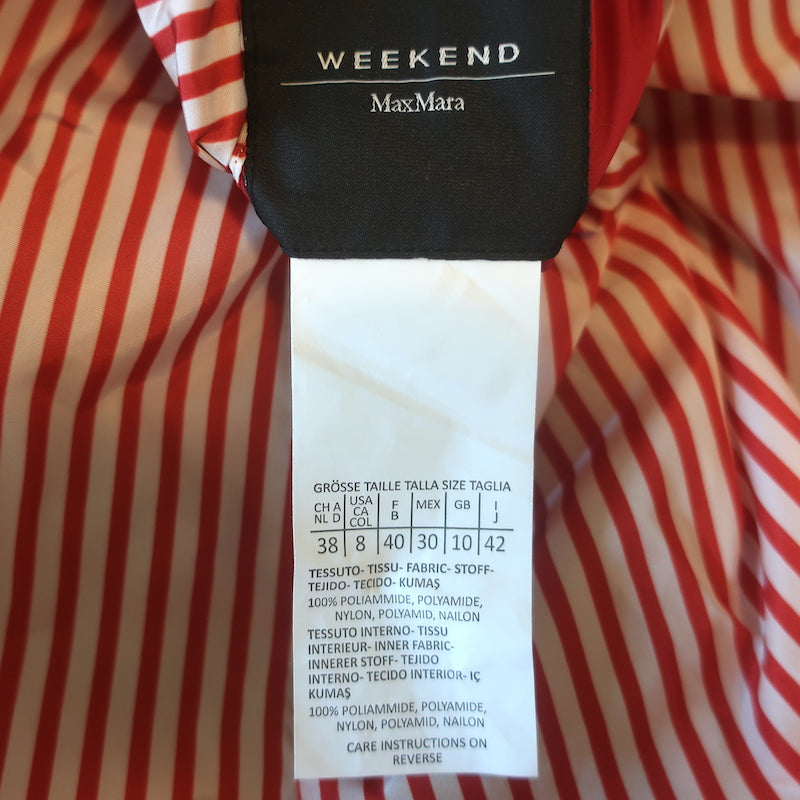 WEEKEND
MaxMara
GRÖSSE TAILLE TALLA SIZE TAGLIA
CH A NL D | USA CA COL | F B | MEX | GB | I J
38 | 8 | 40 | 30 | 10 | 42
TESSUTO- TISSU- FABRIC- STOFF-
TEJIDO- TECIDO- KUMAŞ
100% POLIAMMIDE, POLYAMIDE,
NYLON, POLYAMID, NAILON
TESSUTO INTERNO- TISSU
INTERIEUR- INNER FABRIC-
INNERER STOFF- TEJIDO
INTERNO- TECIDO INTERIOR- IÇ
KUMAŞ
100% POLIAMMIDE, POLYAMIDE,
NYLON, POLYAMID, NAILON
CARE INSTRUCTIONS ON
REVERSE